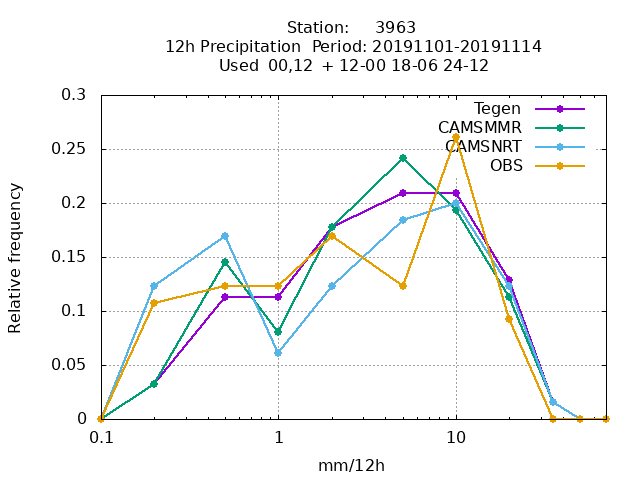 Station:     3963
12h Precipitation  Period: 20191101-20191114
Used  00,12  + 12-00 18-06 24-12
Tegen
CAMSMMR
CAMSNRT
OBS
Relative frequency
0.3
0.25
0.2
0.15
0.1
0.05
0
0.1 1 10
mm/12h